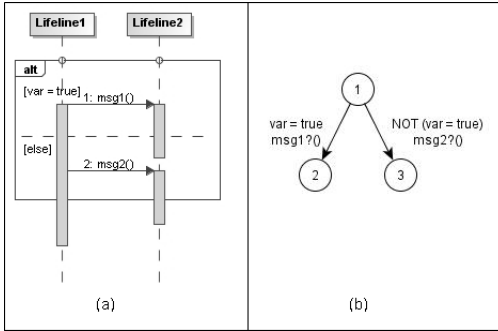 Lifeline1
Lifeline2
alt
[var = true]
1: msg1()
[else]
2: msg2()
(a)
1
var = true
msg1?()
NOT (var = true)
msg2?()
2
3
(b)